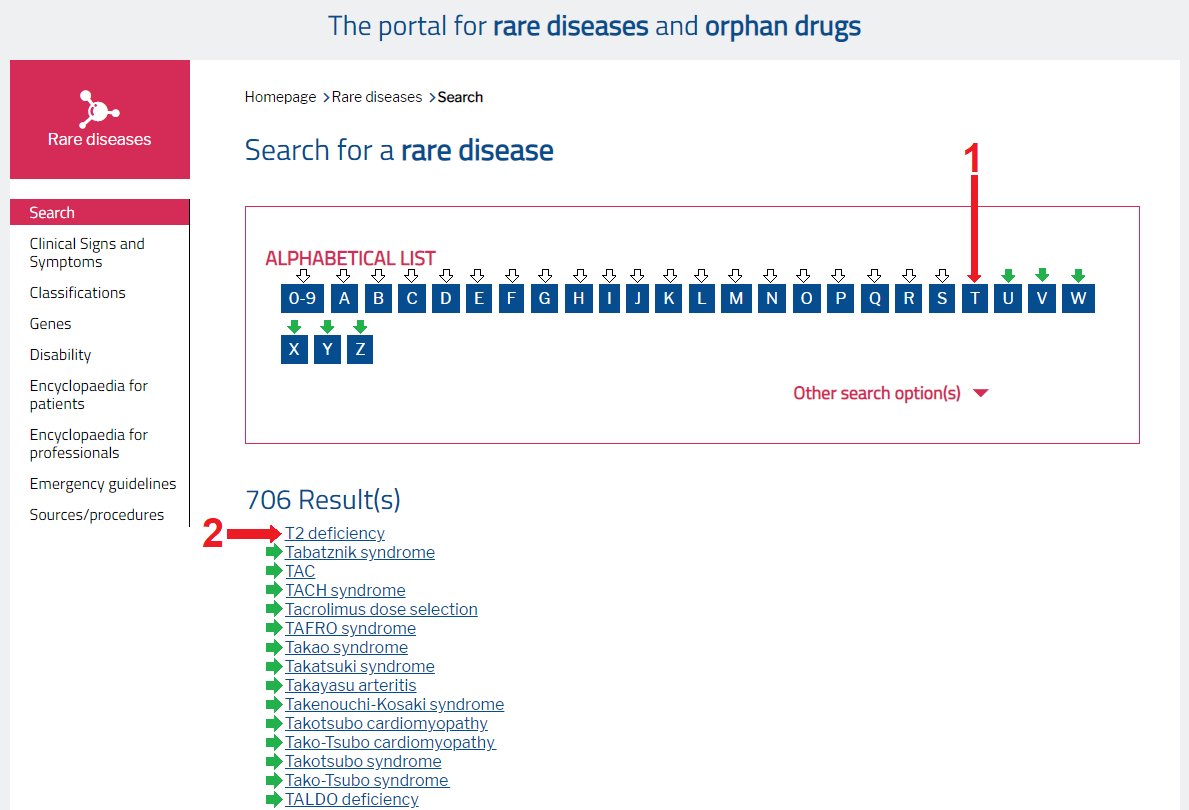 The portal for rare diseases and orphan drugs
Rare diseases
Search
Clinical Signs and
Symptoms
Classifications
Genes
Disability
Encyclopaedia for
patients
Encyclopaedia for
professionals
Emergency guidelines
Sources/procedures
Homepage >Rare diseases >Search
Search for a rare disease
1
ALPHABETICAL LIST
0-9 A B C D E F G H I J K L M N O P Q R S T U V W
X Y Z
Other search option(s)
706 Result(s)
2 T2 deficiency
Tabatznik syndrome
TAC
TACH syndrome
Tacrolimus dose selection
TAFRO syndrome
Takao syndrome
Takatsuki syndrome
Takayasu arteritis
Takenouchi-Kosaki syndrome
Takotsubo cardiomyopathy
Tako-Tsubo cardiomyopathy
Takotsubo syndrome
Tako-Tsubo syndrome
TALDO deficiency